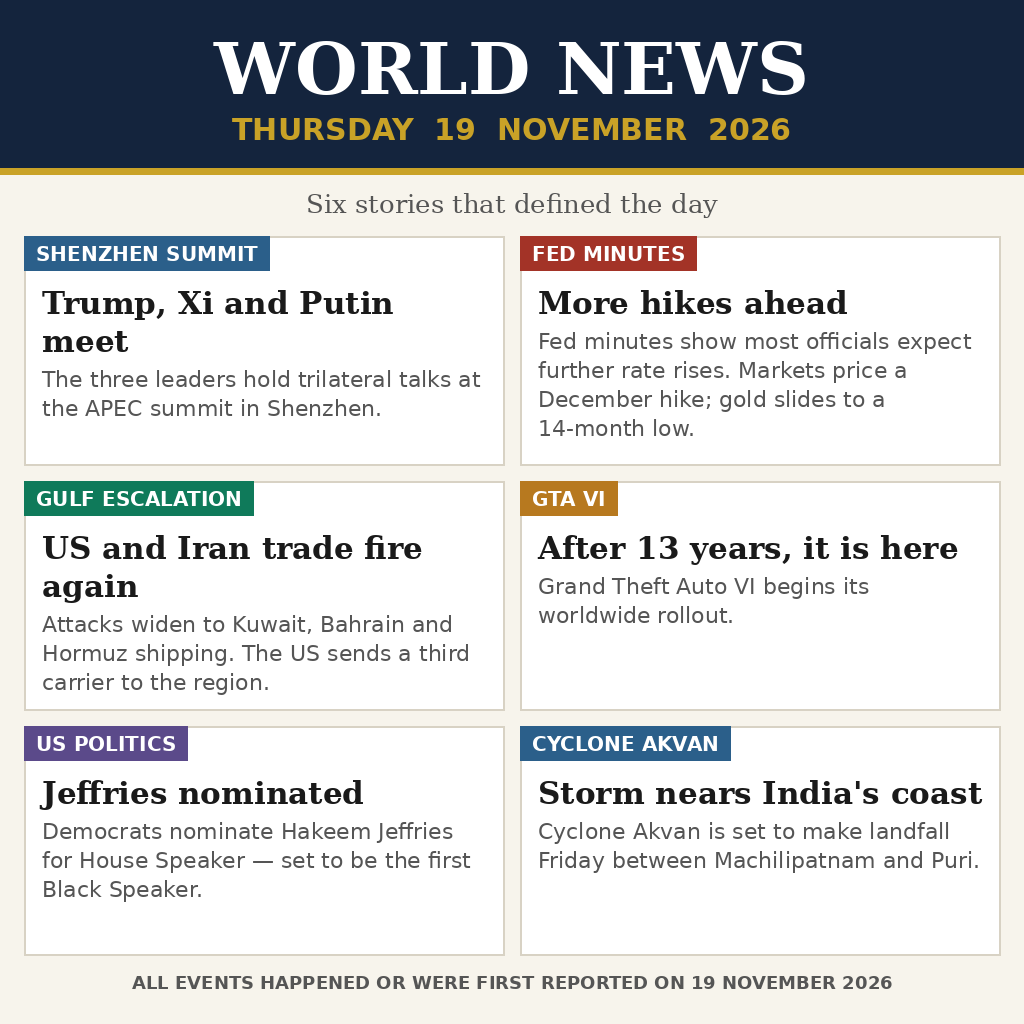 WORLD NEWS
THURSDAY 19 NOVEMBER 2026
Six stories that defined the day
SHENZHEN SUMMIT
Trump, Xi and Putin
meet
The three leaders hold trilateral talks at
the APEC summit in Shenzhen.
FED MINUTES
More hikes ahead
Fed minutes show most officials expect
further rate rises. Markets price a
December hike; gold slides to a
14-month low.
GULF ESCALATION
US and Iran trade fire
again
Attacks widen to Kuwait, Bahrain and
Hormuz shipping. The US sends a third
carrier to the region.
GTA VI
After 13 years, it is here
Grand Theft Auto VI begins its
worldwide rollout.
US POLITICS
Jeffries nominated
Democrats nominate Hakeem Jeffries
for House Speaker — set to be the first
Black Speaker.
CYCLONE AKVAN
Storm nears India's coast
Cyclone Akvan is set to make landfall
Friday between Machilipatnam and Puri.
ALL EVENTS HAPPENED OR WERE FIRST REPORTED ON 19 NOVEMBER 2026